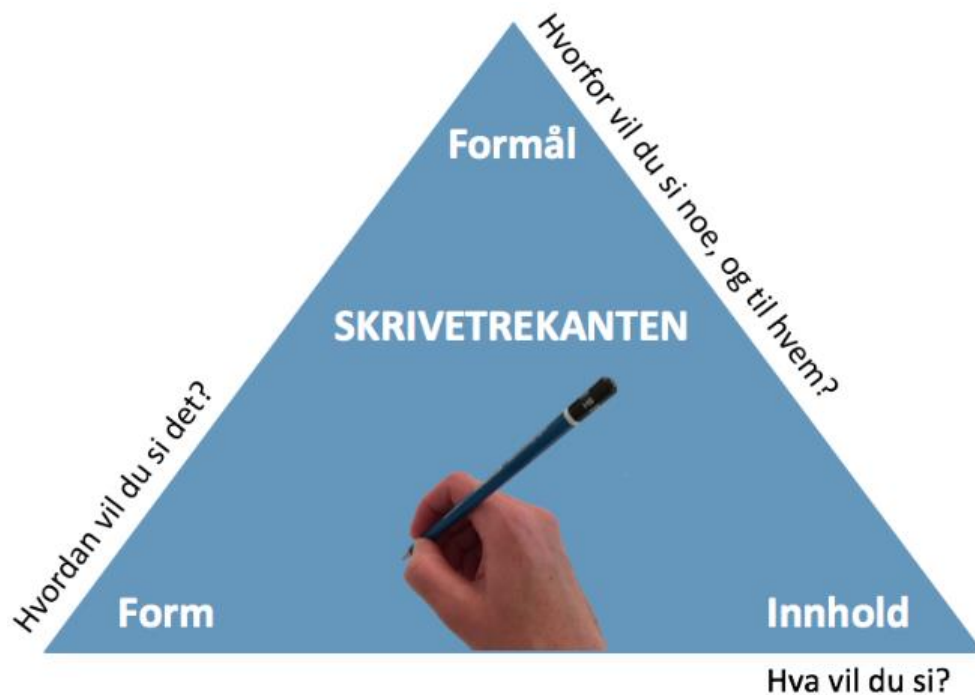 Formål
Hvorfor vil du si noe, og til hvem?
SKRIVETREKANTEN
Hvordan vil du si det?
Form
Innhold
Hva vil du si?